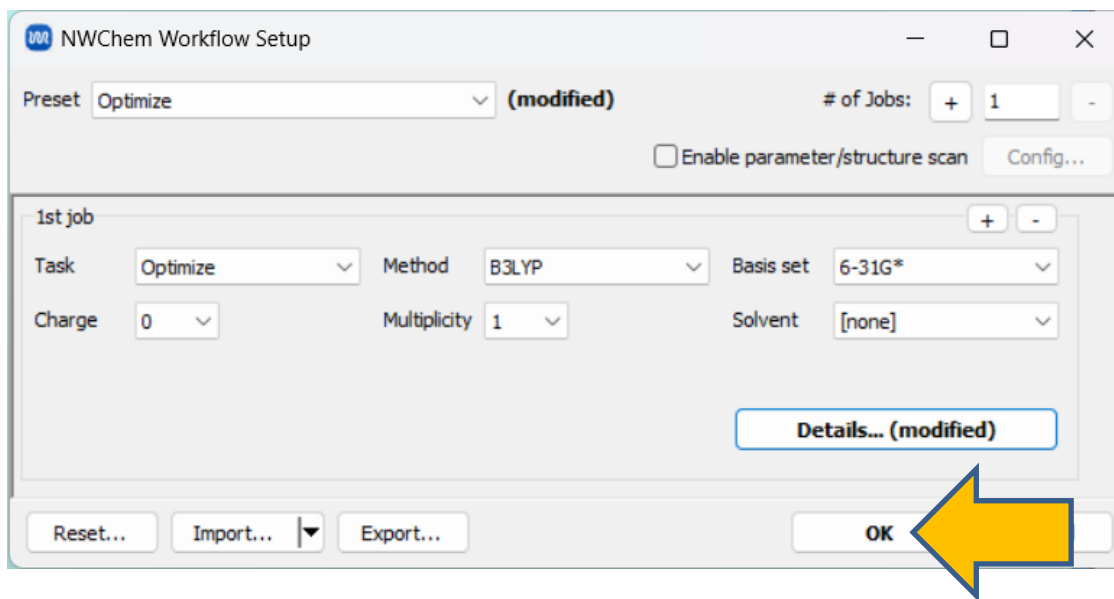 NWChem Workflow Setup
Preset Optimize (modified) # of Jobs: + 1 -
Enable parameter/structure scan Config...
1st job + -
Task Optimize Method B3LYP Basis set 6-31G*
Charge 0 Multiplicity 1 Solvent [none]
Details... (modified)
Reset... Import... Export... OK